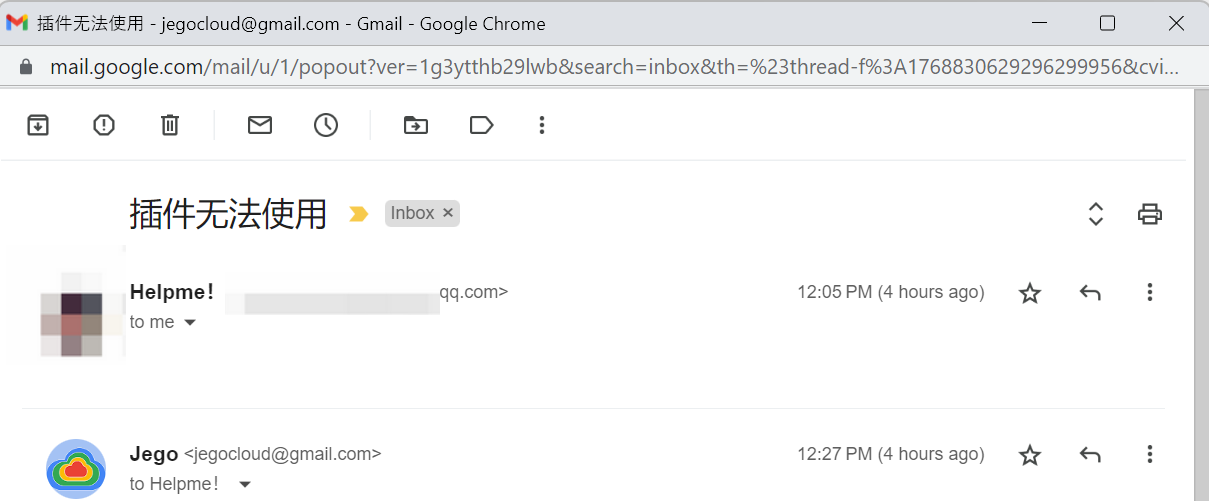 插件无法使用 - jegocloud@gmail.com - Gmail - Google Chrome
mail.google.com/mail/u/1/popout?ver=1g3ytthb29lwb&search=inbox&th=%23thread-f%3A1768830629296299956&cvi...
插件无法使用 Inbox ×
Helpme！ qq.com> 12:05 PM (4 hours ago)
to me
Jego <jegocloud@gmail.com> 12:27 PM (4 hours ago)
to Helpme！